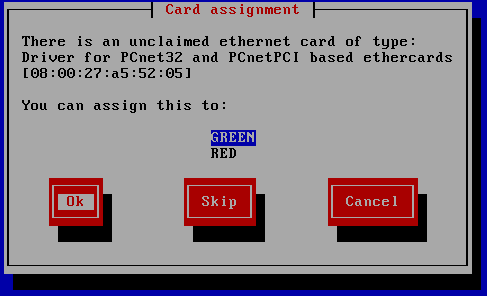 Card assignment
There is an unclaimed ethernet card of type:
Driver for PCnet32 and PCnetPCI based ethercards
[08:00:27:a5:52:05]
You can assign this to:
GREEN
RED
Ok Skip Cancel